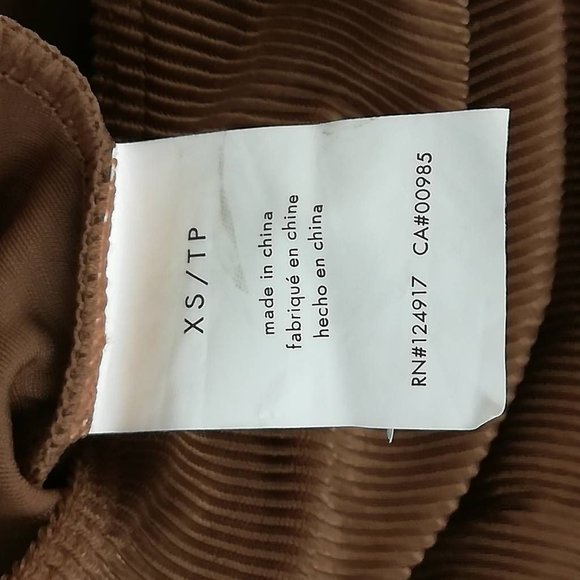 XS/TP
made in china
fabriqué en chine
hecho en china
RN#124917 CA#00985